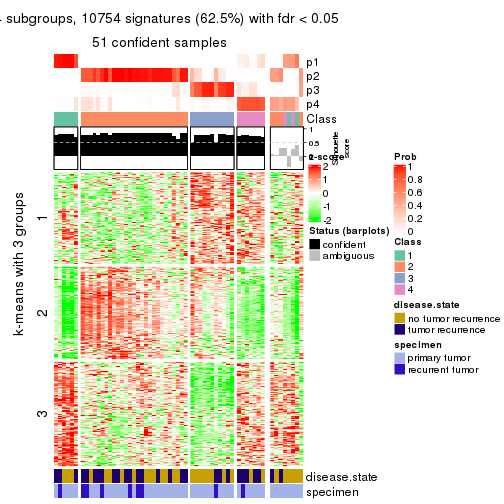 subgroups, 10754 signatures (62.5%) with fdr < 0.05
51 confident samples
p1
p2
p3
p4
Class
1
0.5
0
Silhouette
score
z-score
2
1
0
-1
-2
Status (barplots)
confident
ambiguous
Prob
1
0.8
0.6
0.4
0.2
0
Class
1
2
3
4
disease.state
no tumor recurrence
tumor recurrence
specimen
primary tumor
recurrent tumor
k-means with 3 groups
1
2
3
disease.state
specimen